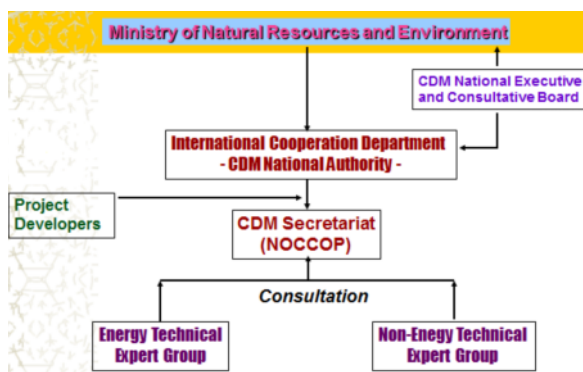 Ministry of Natural Resources and Environment
CDM National Executive
and Consultative Board
International Cooperation Department
- CDM National Authority -
Project
Developers
CDM Secretariat
(NOCCOP)
Consultation
Energy Technical
Expert Group
Non-Enegy Technical
Expert Group